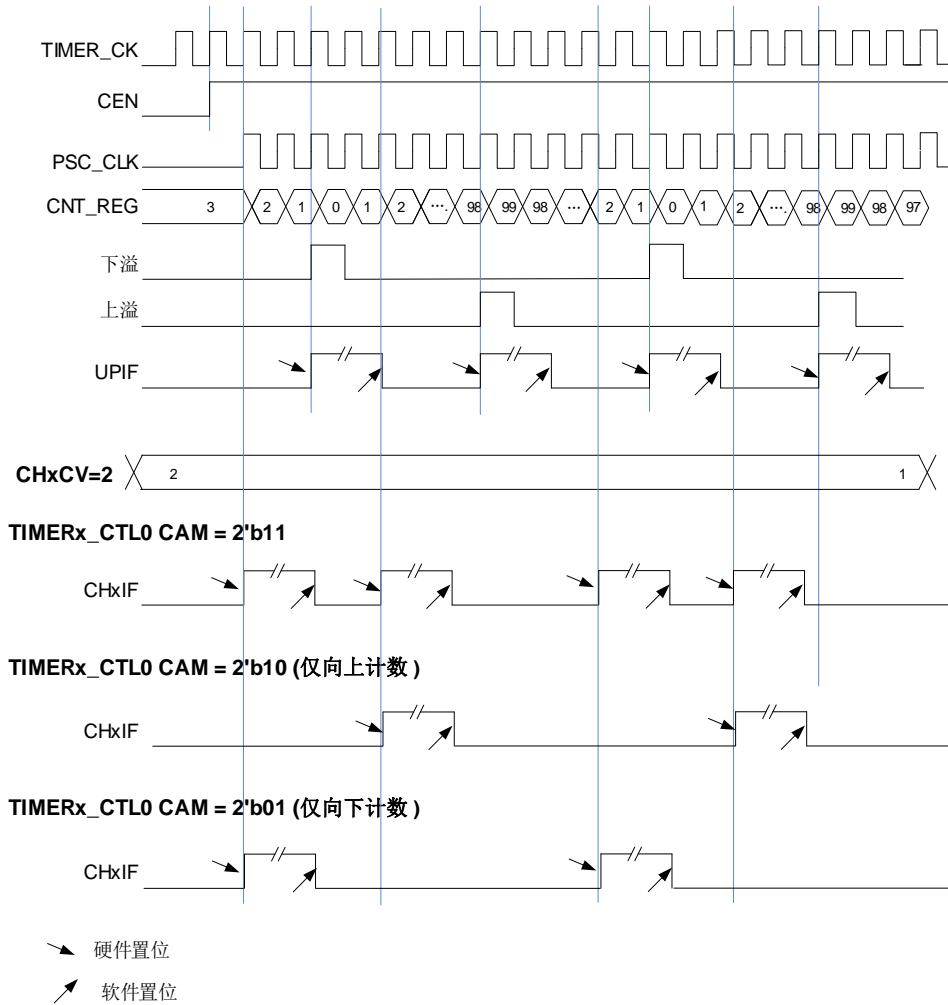 TIMER_CK
CEN
PSC_CLK
CNT_REG 3 2 1 0 1 2 ... 98 99 98 ... 2 1 0 1 2 ... 98 99 98 97
下溢
上溢
UPIF
CHxCV=2 2 1
TIMERx_CTL0 CAM = 2'b11
CHxIF
TIMERx_CTL0 CAM = 2'b10 (仅向上计数)
CHxIF
TIMERx_CTL0 CAM = 2'b01 (仅向下计数)
CHxIF
硬件置位
软件置位